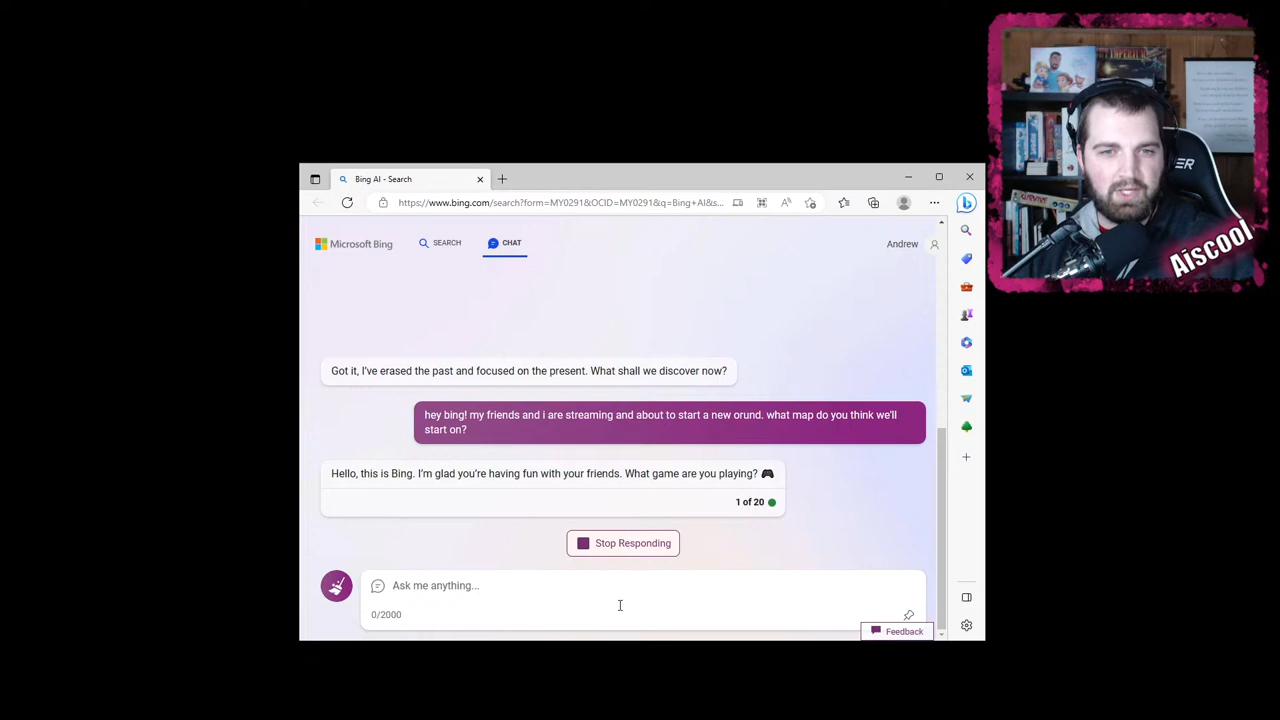 Bing AI - Search
https://www.bing.com/search?form=MY0291&OCID=MY0291&q=Bing+AI&s...
Microsoft Bing
SEARCH
CHAT
Andrew
Got it, I've erased the past and focused on the present. What shall we discover now?
hey bing! my friends and i are streaming and about to start a new orund. what map do you think we'll
start on?
Hello, this is Bing. I'm glad you're having fun with your friends. What game are you playing? 🎮
1 of 20
Stop Responding
Ask me anything...
0/2000
Feedback
Aiscool